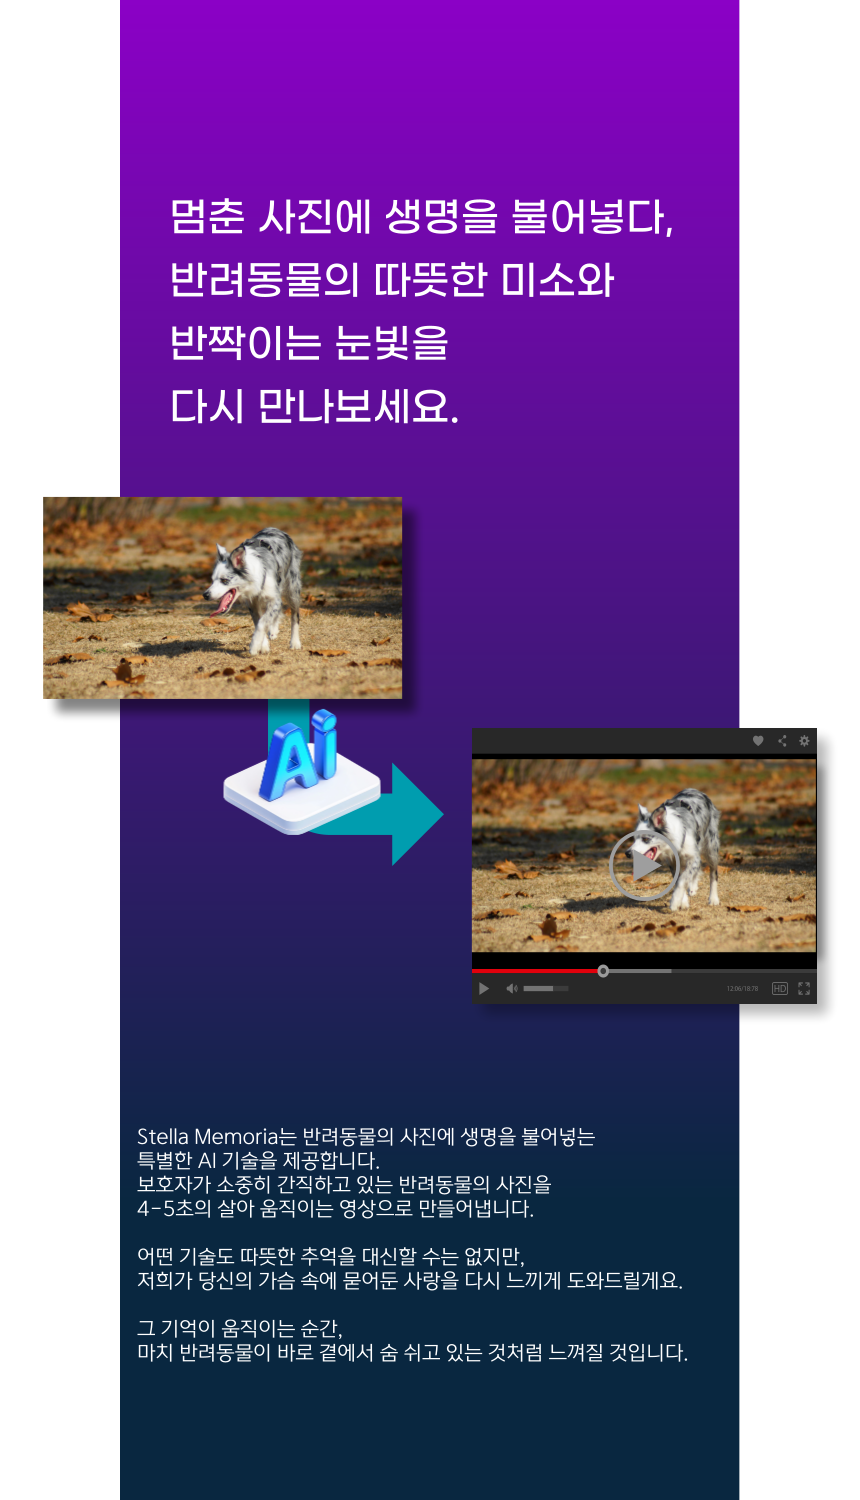 멈춘 사진에 생명을 불어넣다,
반려동물의 따뜻한 미소와
반짝이는 눈빛을
다시 만나보세요.
Ai
12:06/18:78
HD
Stella Memoria는 반려동물의 사진에 생명을 불어넣는
특별한 AI 기술을 제공합니다.
보호자가 소중히 간직하고 있는 반려동물의 사진을
4-5초의 살아 움직이는 영상으로 만들어냅니다.
어떤 기술도 따뜻한 추억을 대신할 수는 없지만,
저희가 당신의 가슴 속에 묻어둔 사랑을 다시 느끼게 도와드릴게요.
그 기억이 움직이는 순간,
마치 반려동물이 바로 곁에서 숨 쉬고 있는 것처럼 느껴질 것입니다.